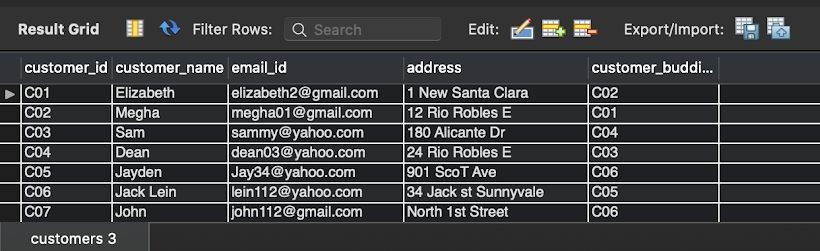 Result Grid Filter Rows: Search Edit: Export/Import:
customer_id customer_name email_id address customer_buddi...
C01 Elizabeth elizabeth2@gmail.com 1 New Santa Clara C02
C02 Megha megha01@gmail.com 12 Rio Robles E C01
C03 Sam sammy@yahoo.com 180 Alicante Dr C04
C04 Dean dean03@yahoo.com 24 Rio Robles E C03
C05 Jayden Jay34@yahoo.com 901 ScoT Ave C06
C06 Jack Lein lein112@yahoo.com 34 Jack st Sunnyvale C05
C07 John john112@gmail.com North 1st Street C06
customers 3